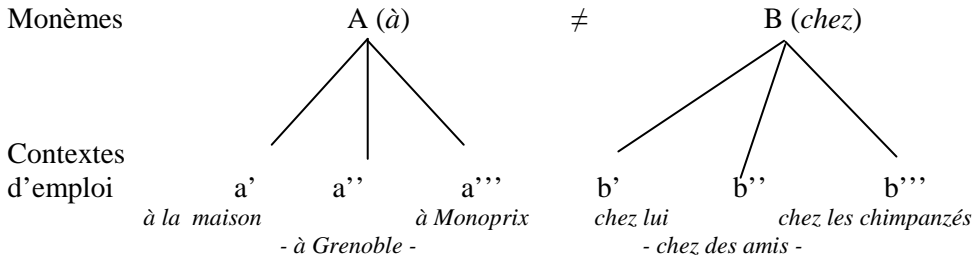 Monèmes A (à) ≠ B (chez)
Contextes
d’emploi a' a’’ a’’’ b' b’’ b’’’
à la maison à Monoprix chez lui chez les chimpanzés
- à Grenoble - - chez des amis -